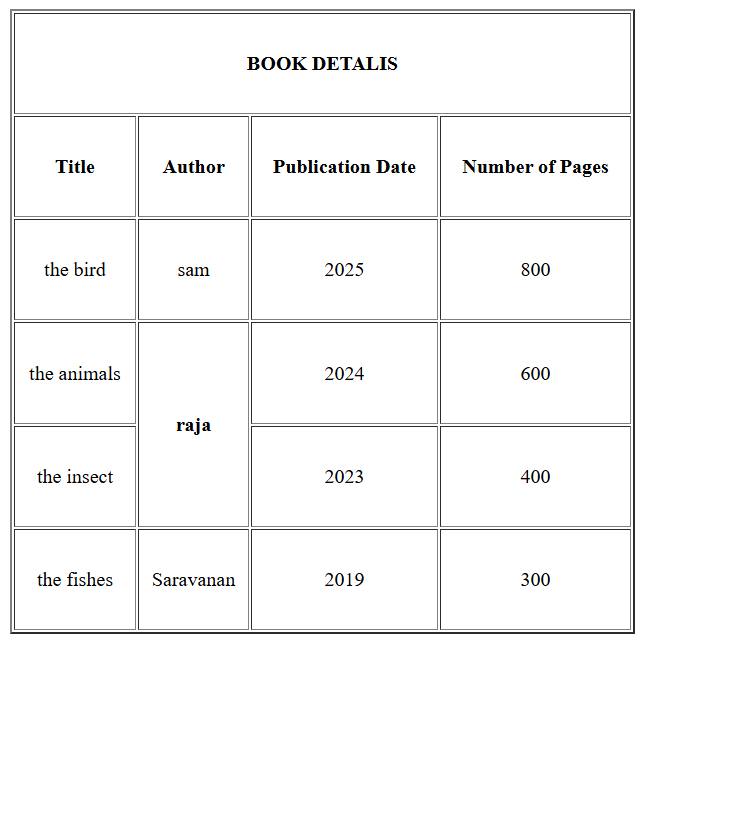 BOOK DETALIS
Title Author Publication Date Number of Pages
the bird sam 2025 800
the animals raja 2024 600
the insect 2023 400
the fishes Saravanan 2019 300